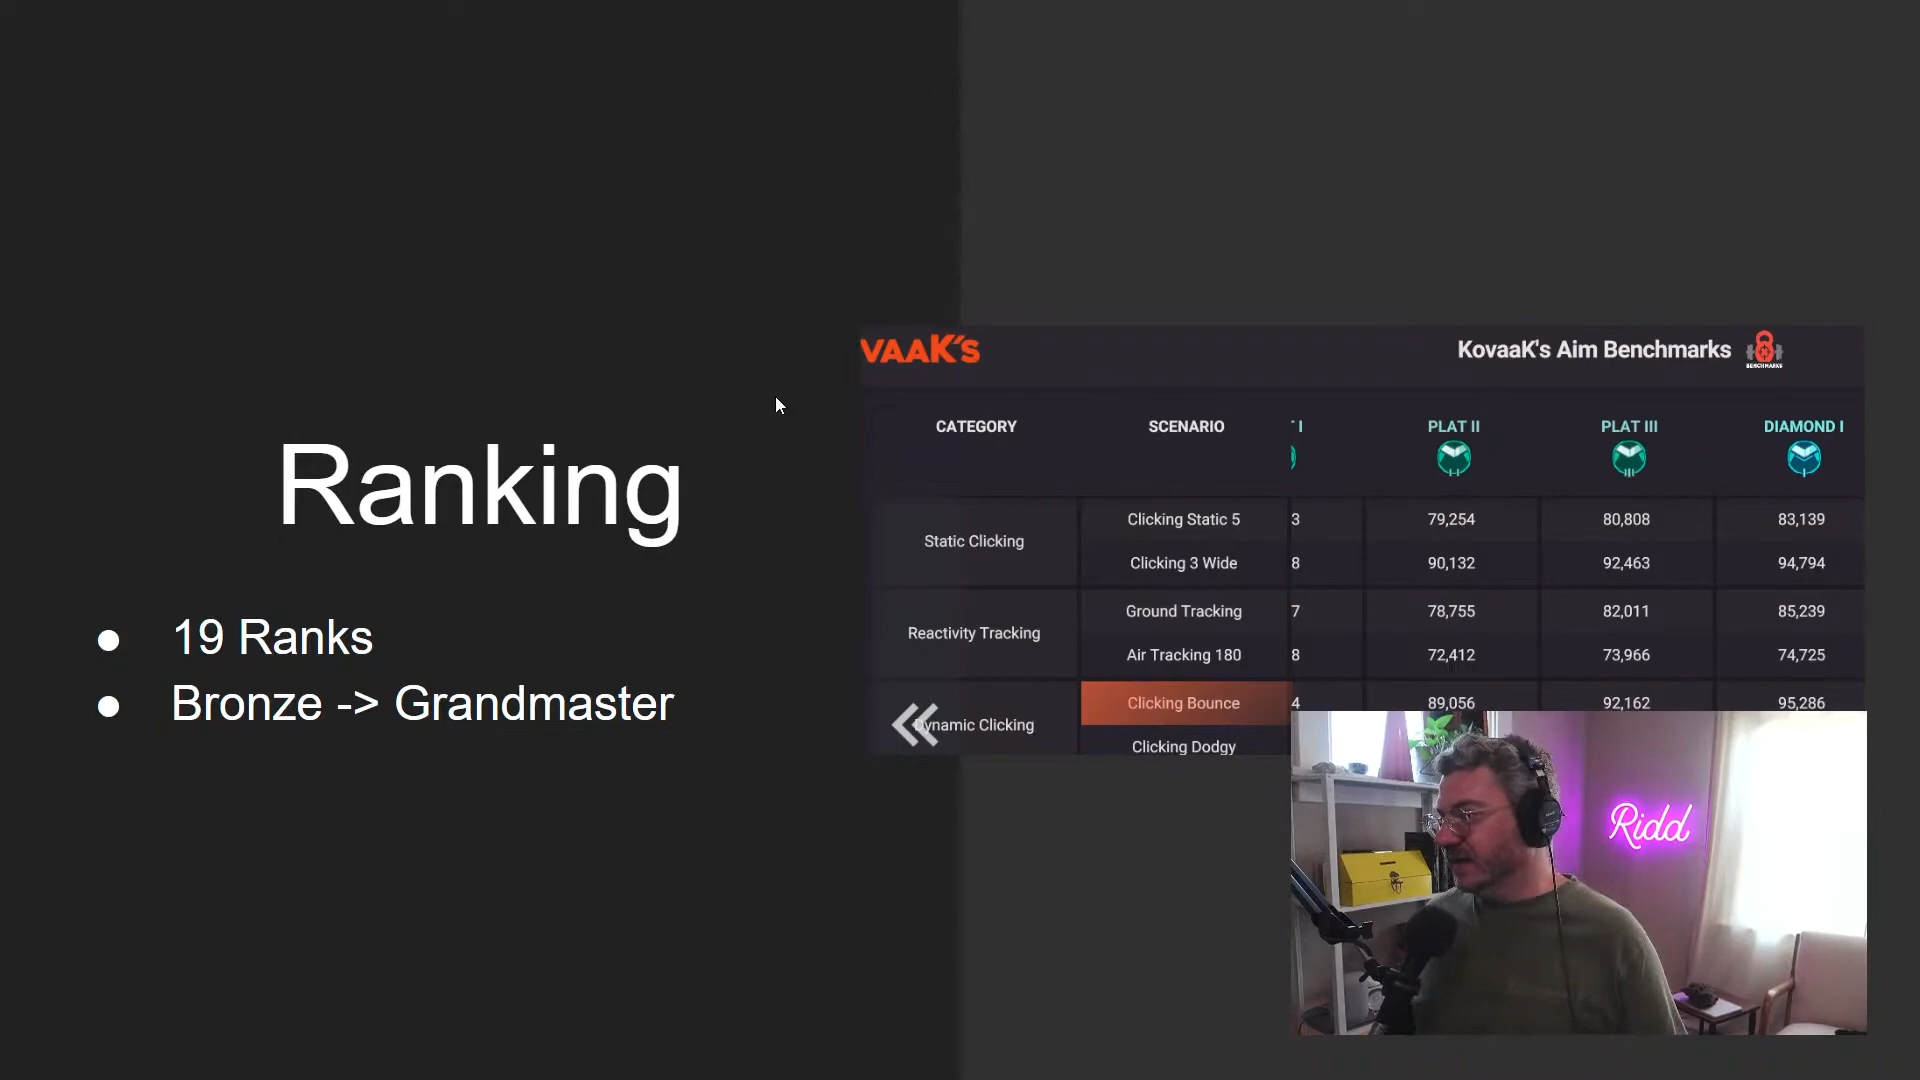 Ranking
● 19 Ranks
● Bronze -> Grandmaster
VAAK'S
KovaaK's Aim Benchmarks
BENCHMARKS
CATEGORY SCENARIO T I PLAT II PLAT III DIAMOND I
Static Clicking
Clicking Static 5 3 79,254 80,808 83,139
Clicking 3 Wide 8 90,132 92,463 94,794
Reactivity Tracking
Ground Tracking 7 78,755 82,011 85,239
Air Tracking 180 8 72,412 73,966 74,725
Dynamic Clicking
Clicking Bounce 4 89,056 92,162 95,286
Clicking Dodgy
Ridd